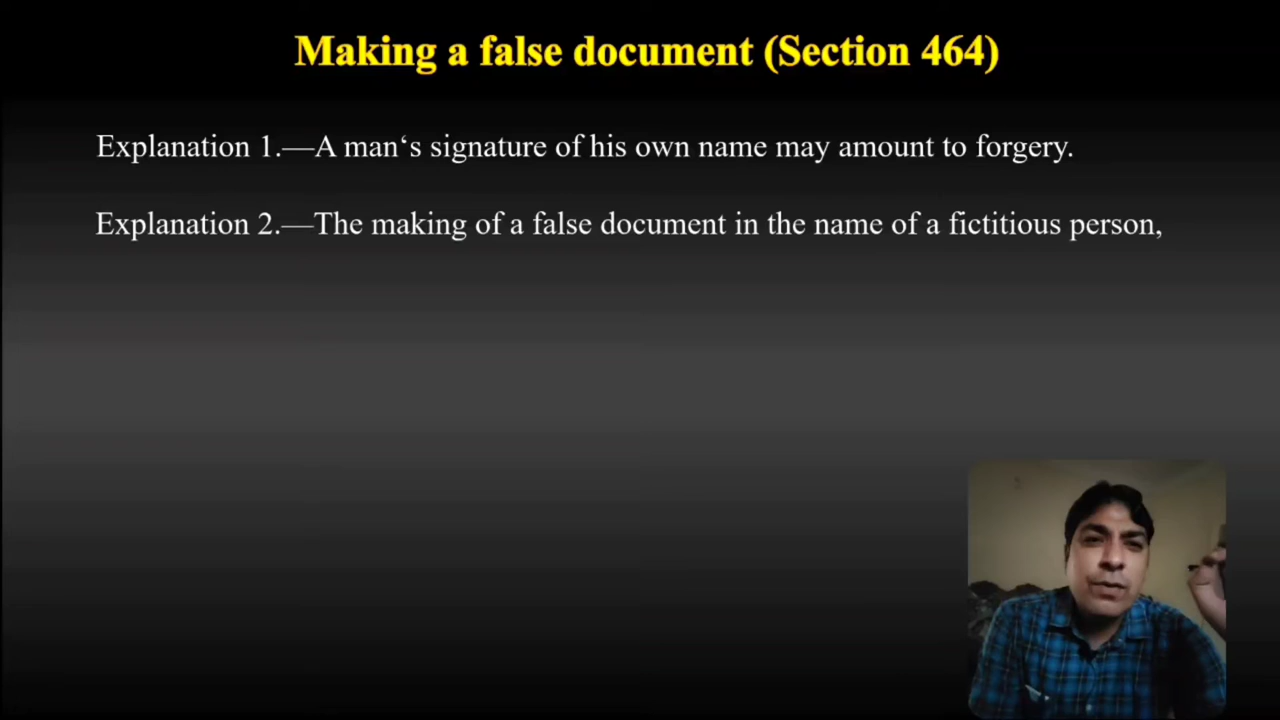 Making a false document (Section 464)
Explanation 1.—A man‘s signature of his own name may amount to forgery.
Explanation 2.—The making of a false document in the name of a fictitious person,